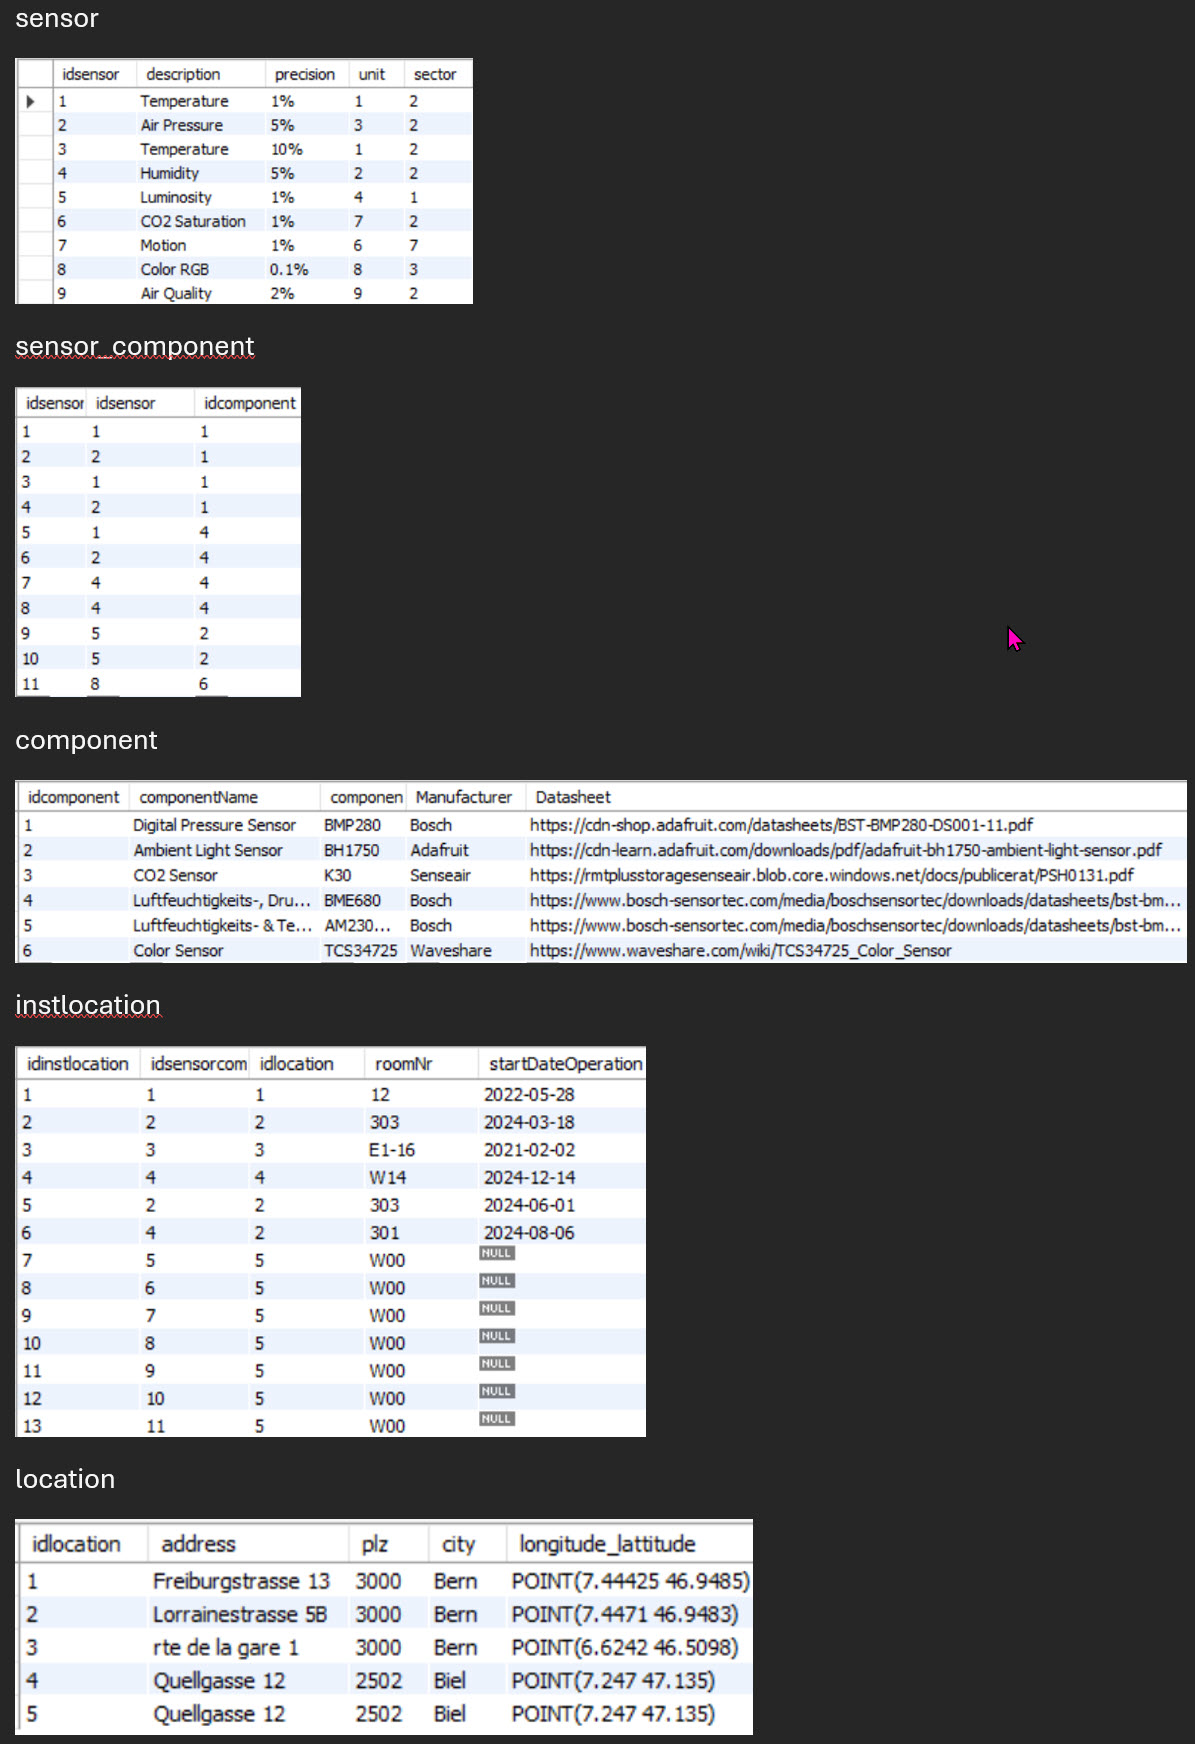 sensor
idsensor description precision unit sector
1 Temperature 1% 1 2
2 Air Pressure 5% 3 2
3 Temperature 10% 1 2
4 Humidity 5% 2 2
5 Luminosity 1% 4 1
6 CO2 Saturation 1% 7 2
7 Motion 1% 6 7
8 Color RGB 0.1% 8 3
9 Air Quality 2% 9 2
sensor_component
idsensor idsensor idcomponent
1 1 1
2 2 1
3 1 1
4 2 1
5 1 4
6 2 4
7 4 4
8 4 4
9 5 2
10 5 2
11 8 6
component
idcomponent componentName componen Manufacturer Datasheet
1 Digital Pressure Sensor BMP280 Bosch https://cdn-shop.adafruit.com/datasheets/BST-BMP280-DS001-11.pdf
2 Ambient Light Sensor BH1750 Adafruit https://cdn-learn.adafruit.com/downloads/pdf/adafruit-bh1750-ambient-light-sensor.pdf
3 CO2 Sensor K30 Senseair https://rmtplusstoragesenseair.blob.core.windows.net/docs/publicerat/PSH0131.pdf
4 Luftfeuchtigkeits-, Dru... BME680 Bosch https://www.bosch-sensortec.com/media/boschsensortec/downloads/datasheets/bst-bm...
5 Luftfeuchtigkeits- & Te... AM230... Bosch https://www.bosch-sensortec.com/media/boschsensortec/downloads/datasheets/bst-bm...
6 Color Sensor TCS34725 Waveshare https://www.waveshare.com/wiki/TCS34725_Color_Sensor
instlocation
idinstlocation idsensorcom idlocation roomNr startDateOperation
1 1 1 12 2022-05-28
2 2 2 303 2024-03-18
3 3 3 E1-16 2021-02-02
4 4 4 W14 2024-12-14
5 2 2 303 2024-06-01
6 4 2 301 2024-08-06
7 5 5 W00 NULL
8 6 5 W00 NULL
9 7 5 W00 NULL
10 8 5 W00 NULL
11 9 5 W00 NULL
12 10 5 W00 NULL
13 11 5 W00 NULL
location
idlocation address plz city longitude_lattitude
1 Freiburgstrasse 13 3000 Bern POINT(7.44425 46.9485)
2 Lorrainestrasse 5B 3000 Bern POINT(7.4471 46.9483)
3 rte de la gare 1 3000 Bern POINT(6.6242 46.5098)
4 Quellgasse 12 2502 Biel POINT(7.247 47.135)
5 Quellgasse 12 2502 Biel POINT(7.247 47.135)